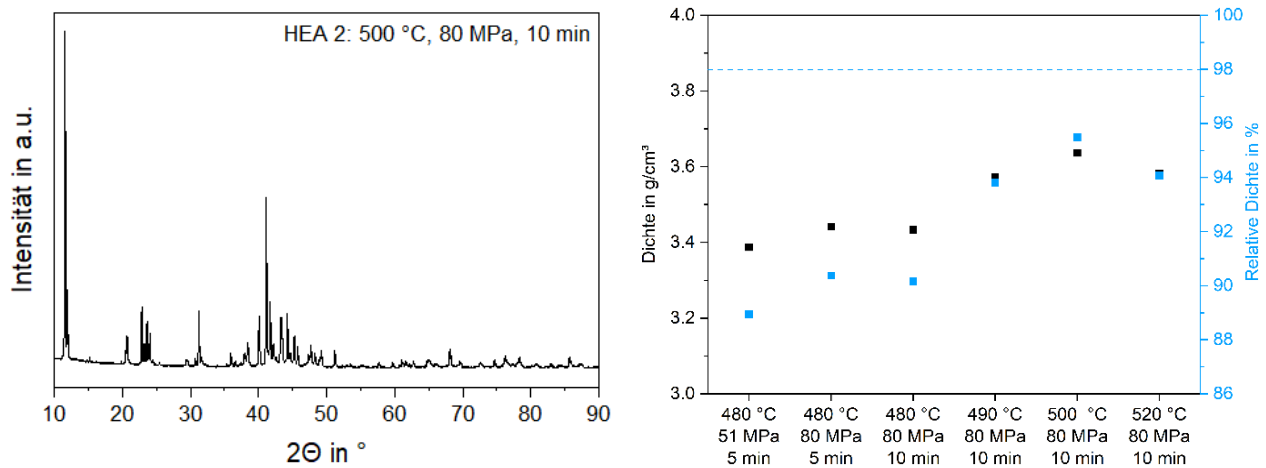 HEA 2: 500 °C, 80 MPa, 10 min
Intensität in a.u.
10 20 30 40 50 60 70 80 90
2Θ in °
4.0
3.8
3.6
3.4
3.2
3.0
Dichte in g/cm³
100
98
96
94
92
90
88
86
Relative Dichte in %
480 °C 480 °C 480 °C 490 °C 500 °C 520 °C
51 MPa 80 MPa 80 MPa 80 MPa 80 MPa 80 MPa
5 min 5 min 10 min 10 min 10 min 10 min